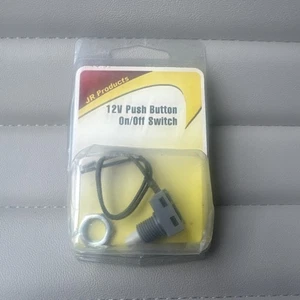 JR Products
12V Push Button
On/Off Switch